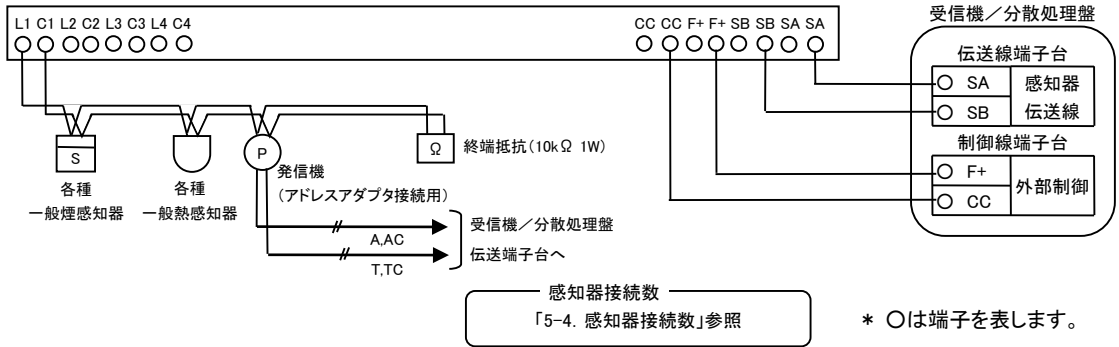 L1 C1 L2 C2 L3 C3 L4 C4
CC CC F+ F+ SB SB SA SA
受信機／分散処理盤
伝送線端子台
SA
SB
感知器
伝送線
制御線端子台
F+
CC
外部制御
S
各種
一般煙感知器
各種
一般熱感知器
P
発信機
(アドレスアダプタ接続用)
Ω
終端抵抗(10kΩ 1W)
A,AC
T,TC
受信機／分散処理盤
伝送端子台へ
感知器接続数
「5-4. 感知器接続数」参照
* 〇は端子を表します。